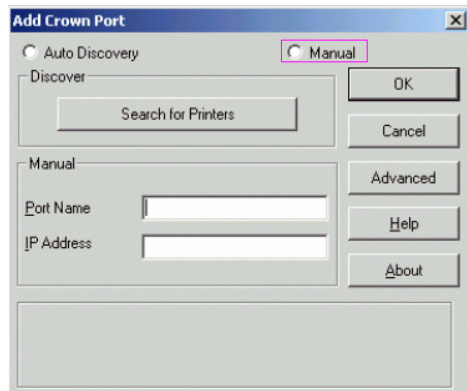 Add Crown Port
Auto Discovery
Manual
Discover
Search for Printers
Manual
Port Name
IP Address
OK
Cancel
Advanced
Help
About